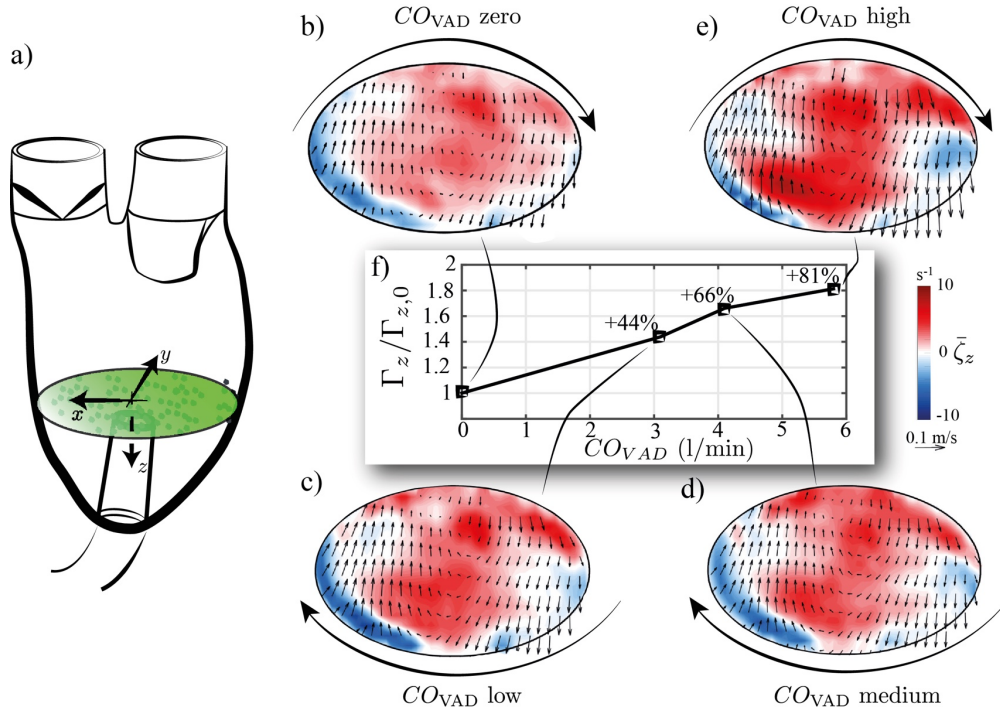 a)
b)
CO_VAD zero
e)
CO_VAD high
x
y
z
f)
Γ_z/Γ_z,0
2
1.8
1.6
1.4
1.2
1
+44%
+66%
+81%
0
1
2
3
4
5
6
CO_VAD (l/min)
s⁻¹
10
0
-10
ζ̄_z
0.1 m/s
c)
CO_VAD low
d)
CO_VAD medium